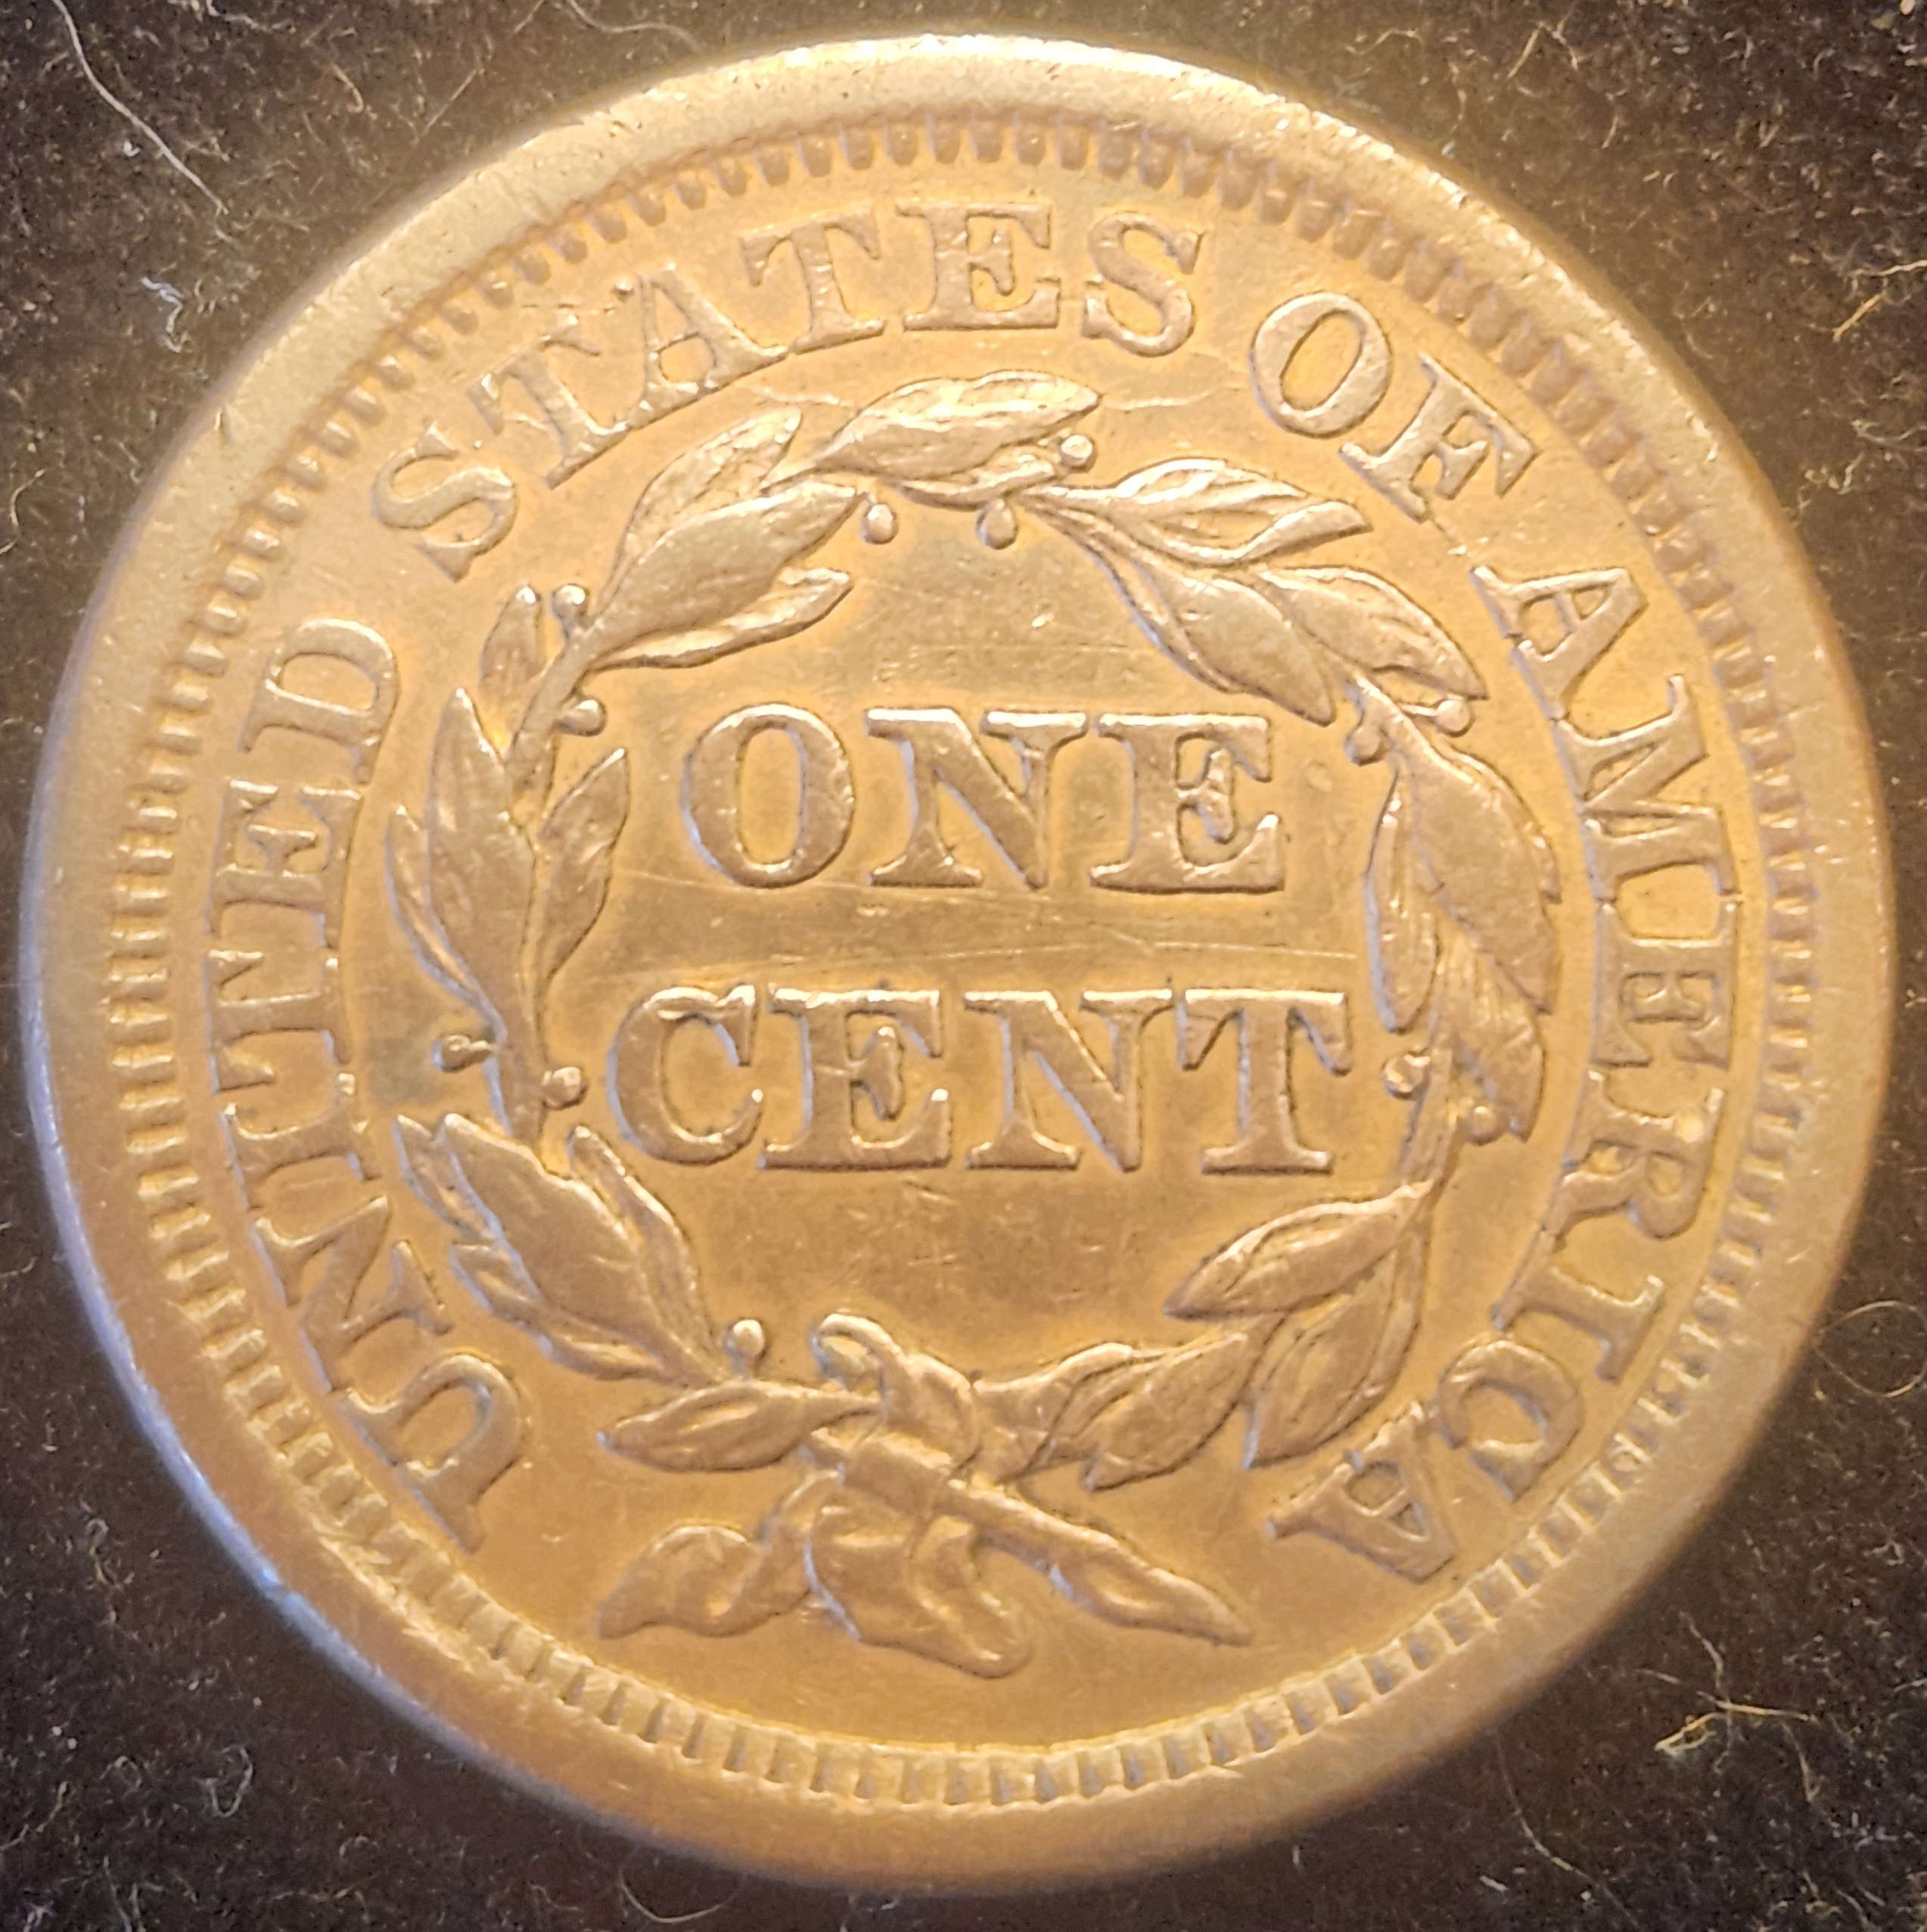 UNITED STATES OF AMERICA
ONE
CENT